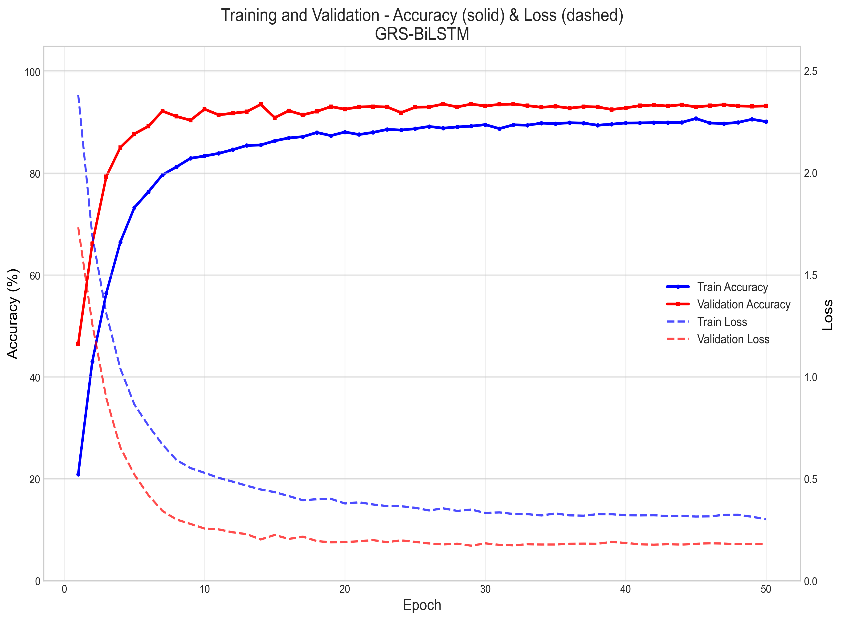 Training and Validation - Accuracy (solid) & Loss (dashed)
GRS-BiLSTM
100
80
60
40
20
0
Accuracy (%)
2.5
2.0
1.5
1.0
0.5
0.0
Loss
Train Accuracy
Validation Accuracy
Train Loss
Validation Loss
0 10 20 30 40 50
Epoch